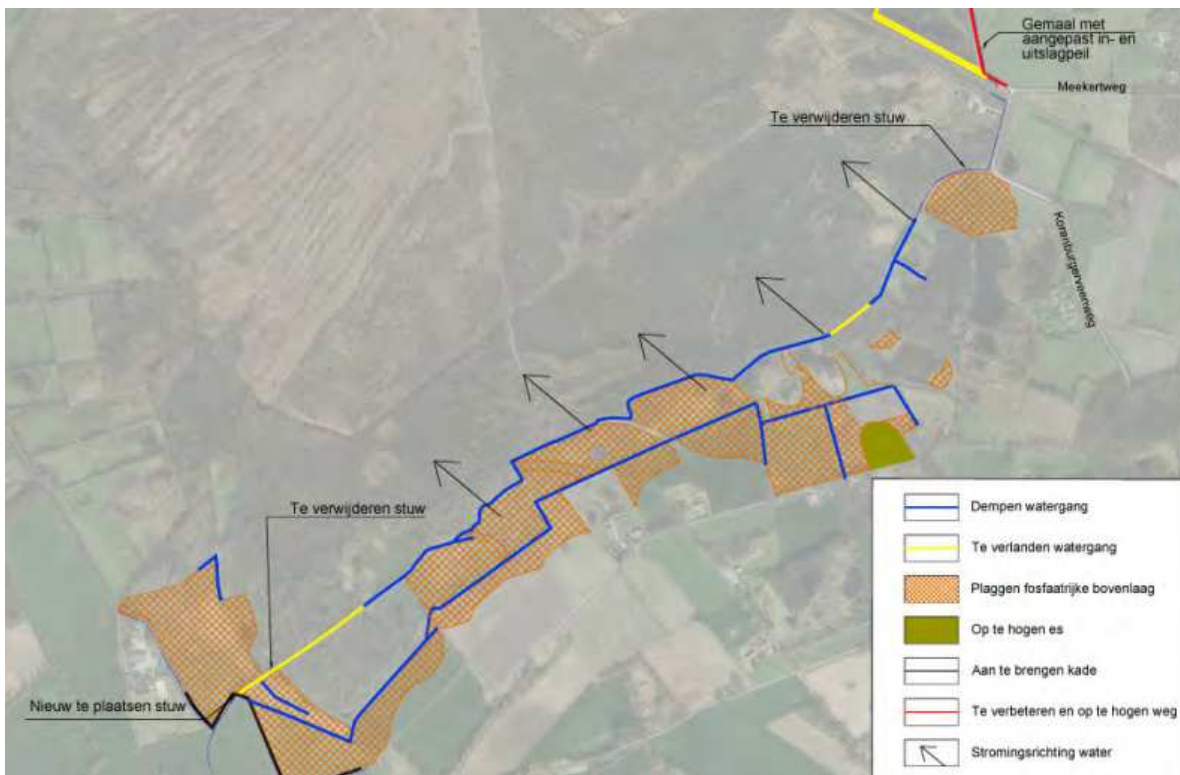 Gemaal met
aangepast in- en
uitslagpeil
Meekertweg
Te verwijderen stuw
Korenburgerveenweg
Te verwijderen stuw
Nieuw te plaatsen stuw
Dempen watergang
Te verlanden watergang
Plaggen fosfaatrijke bovenlaag
Op te hogen es
Aan te brengen kade
Te verbeteren en op te hogen weg
Stromingsrichting water